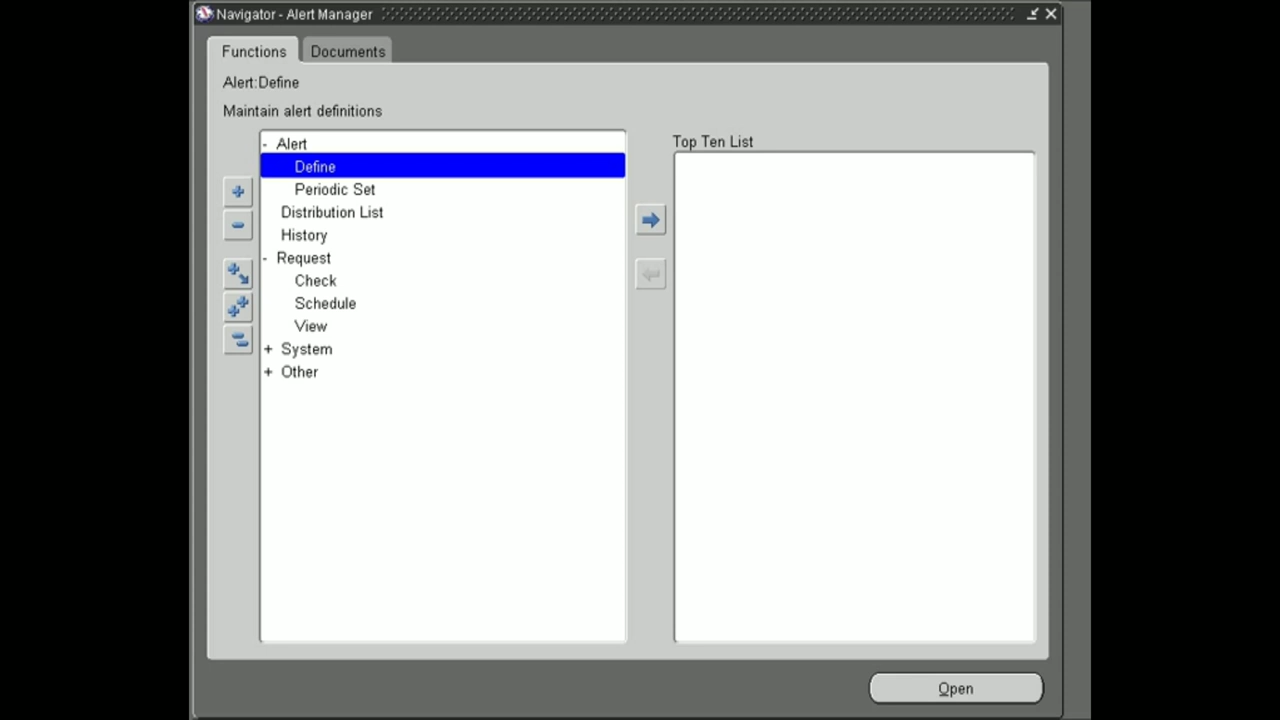 Navigator - Alert Manager
Functions
Documents
Alert:Define
Maintain alert definitions
Top Ten List
- Alert
Define
Periodic Set
Distribution List
History
- Request
Check
Schedule
View
+ System
+ Other
Open